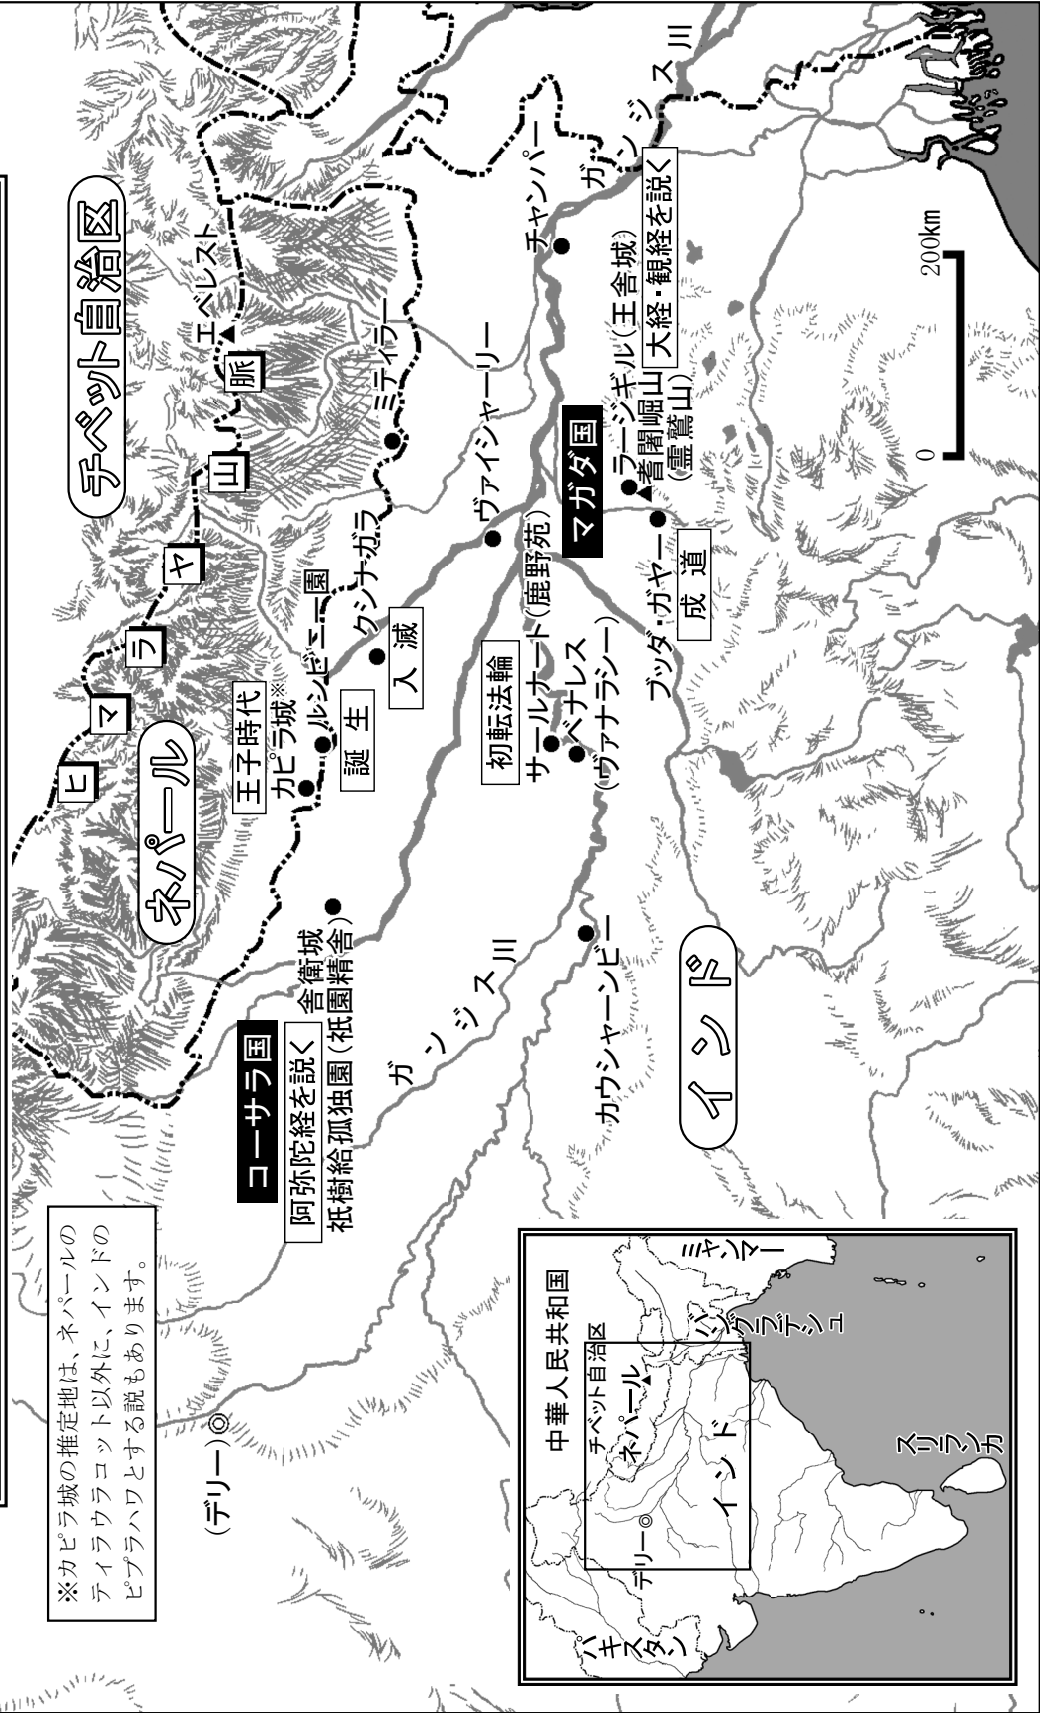 ※カピラ城の推定地は、ネパールの
ティラウラコット以外に、インドの
ピプラハワとする説もあります。
チベット自治区
エベレスト
ヒマラヤ山脈
ネパール
王子時代
カピラ城※
ルンビニー園
誕生
クシナガラ
入滅
ミティラー
ヴァイシャーリー
チャンパー
コーサラ国
阿弥陀経を説く
舎衛城
祇樹給孤独園(祇園精舎)
ガンジス川
ガンジス川
初転法輪
サールナート(鹿野苑)
ベナレス
(ヴァナラシー)
マガダ国
ラージギル(王舎城)
耆闍崛山
(霊鷲山)
大経・観経を説く
ブッダ・ガヤー
成道
カウシャーンビー
インド
(デリー)
0
200km
中華人民共和国
チベット自治区
ネパール
デリー
インド
パキスタン
バングラデシュ
ミャンマー
スリランカ